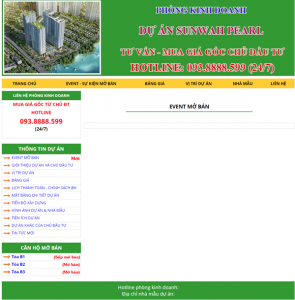 PHÒNG KINH DOANH
DỰ ÁN SUNWAH PEARL
TƯ VẤN - MUA GIÁ GỐC CHỦ ĐẦU TƯ
HOTLINE: 093.8888.599 (24/7)
TRANG CHỦ
EVENT - SỰ KIỆN MỞ BÁN
BẢNG GIÁ
VỊ TRÍ DỰ ÁN
NHÀ MẪU
LIÊN HỆ
LIÊN HỆ PHÒNG KINH DOANH
MUA GIÁ GỐC TỪ CHỦ ĐT
HOTLINE
093.8888.599
(24/7)
EVENT MỞ BÁN
THÔNG TIN DỰ ÁN
EVENT MỞ BÁN
GIỚI THIỆU DỰ ÁN VÀ CHỦ ĐẦU TƯ
VỊ TRÍ DỰ ÁN
BẢNG GIÁ
LỊCH THANH TOÁN - CHÍNH SÁCH BH
MẶT BẰNG CHI TIẾT DỰ ÁN
TIẾN ĐỘ XÂY DỰNG
HÌNH ẢNH DỰ ÁN & NHÀ MẪU
TIỆN ÍCH DỰ ÁN
DỰ ÁN KHÁC CỦA CHỦ ĐẦU TƯ
TIN TỨC MỚI
CĂN HỘ MỞ BÁN
Tòa B1 (Sắp mở bán)
Tòa B2 (Mở bán)
Tòa B3 (Mở bán)
Hotline phòng kinh doanh:
Địa chỉ nhà mẫu dự án: